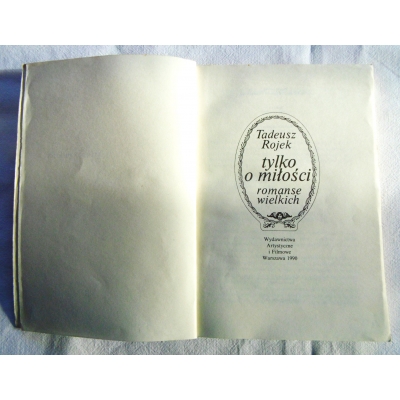 Tadeusz
Rojek
tylko
o miłości
romanse
wielkich
Wydawnictwa
Artystyczne
i Filmowe
Warszawa 1990